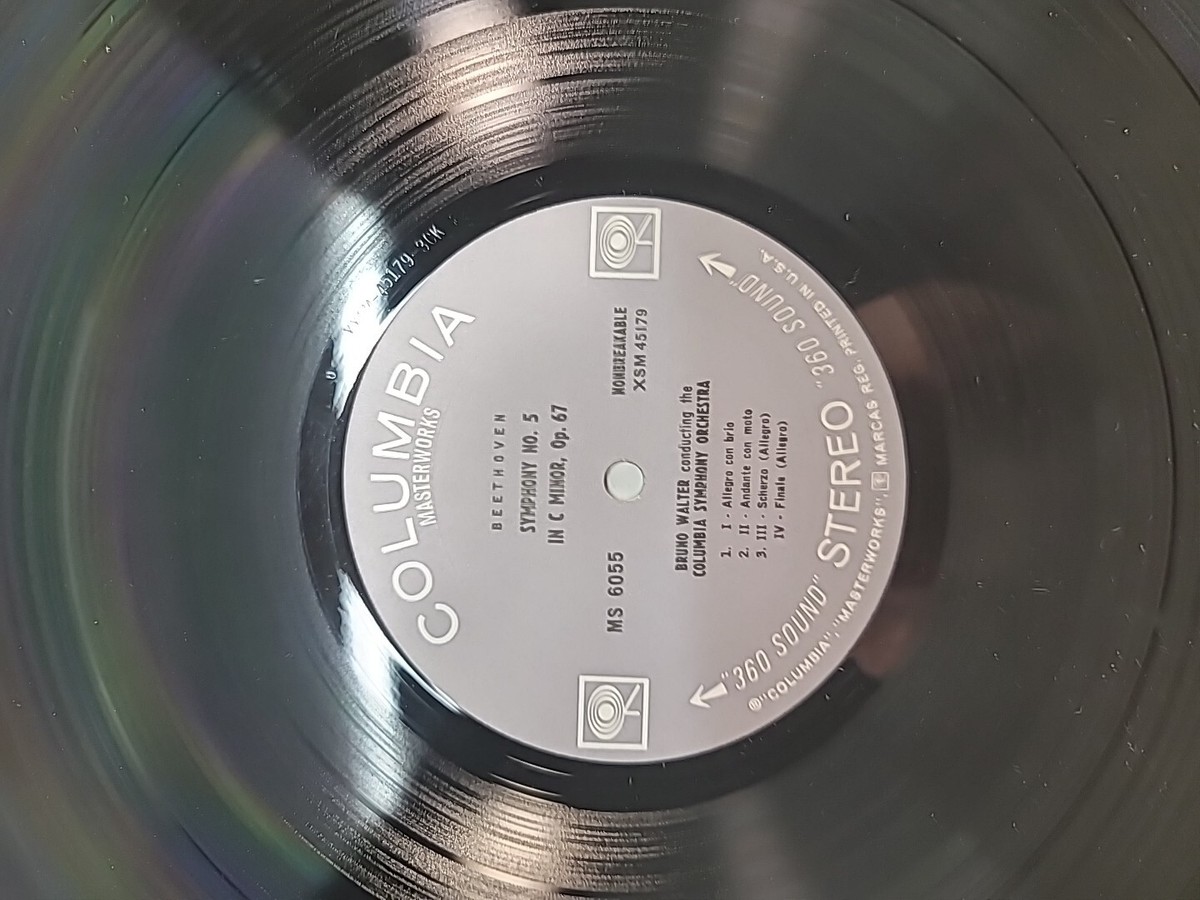 COLUMBIA
MASTERWORKS
BEETHOVEN
SYMPHONY NO. 5
IN C MINOR, Op. 67
MS 6055
NONBREAKABLE
XSM 45179
BRUNO WALTER conducting the
COLUMBIA SYMPHONY ORCHESTRA
1. I - Allegro con brio
2. II - Andante con moto
3. III - Scherzo (Allegro)
IV - Finale (Allegro)
"360 SOUND" STEREO "360 SOUND"
"COLUMBIA", "MASTERWORKS", MARCAS REG. PRINTED IN U.S.A.
45179-3CK